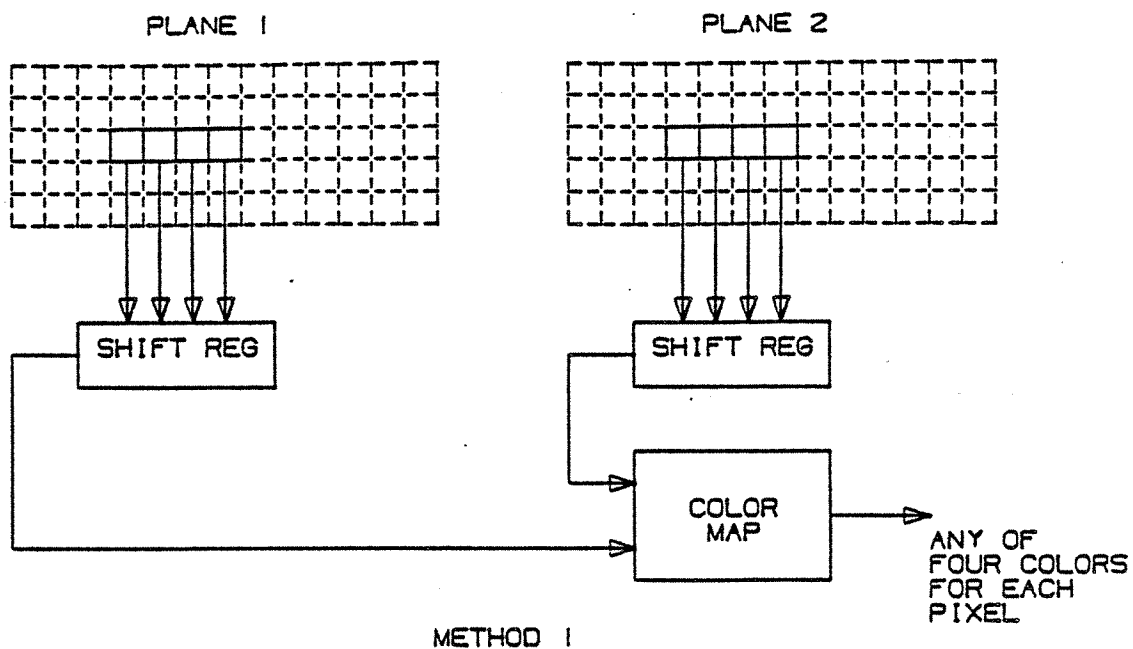 PLANE 1
PLANE 2
SHIFT REG
SHIFT REG
COLOR
MAP
ANY OF
FOUR COLORS
FOR EACH
PIXEL
METHOD 1